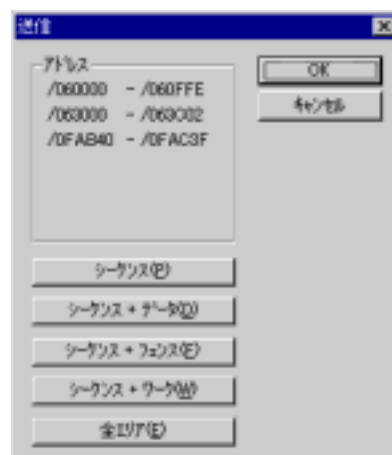 送信
アドレス
/060000 - /060FFE
/063000 - /063C02
/0FAB40 - /0FAC3F
OK
キャンセル
シーケンス(P)
シーケンス + データ(D)
シーケンス + フェンス(E)
シーケンス + ワーク(W)
全エリア(E)